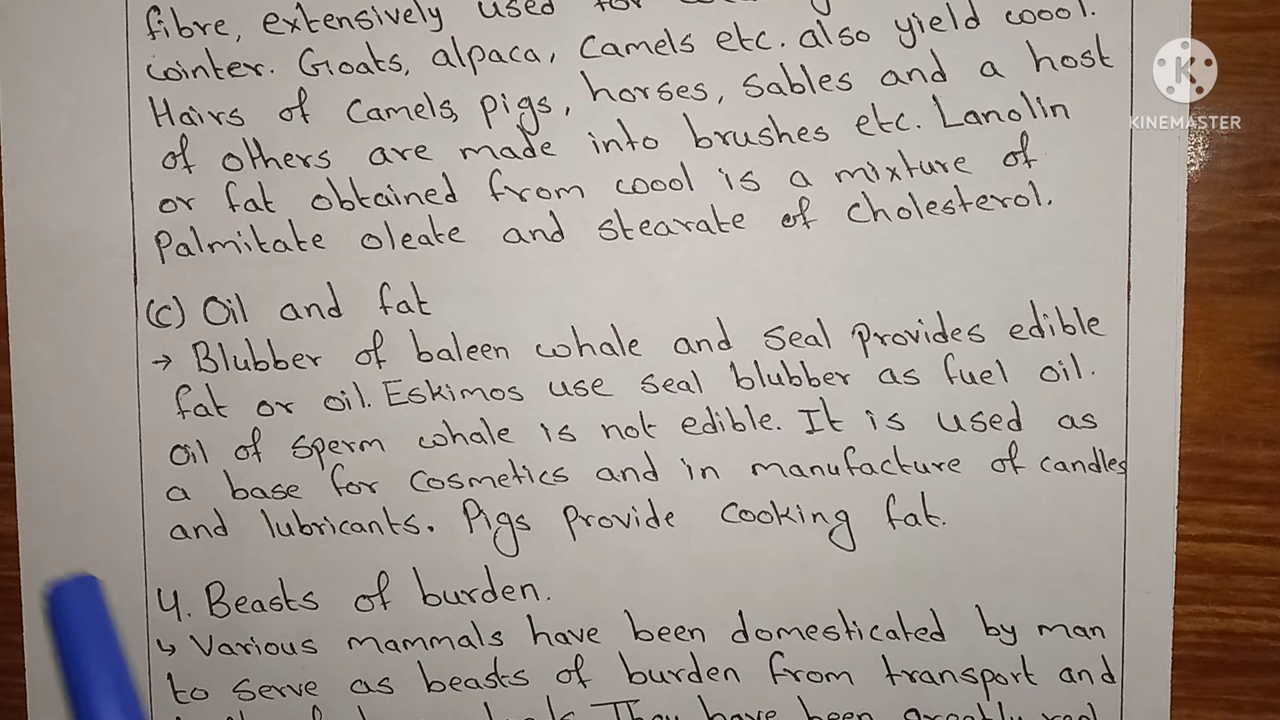 fibre, extensively used for
winter. Goats, alpaca, camels etc. also yield wool.
Hairs of Camels, pigs, horses, sables and a host
of others are made into brushes etc. Lanolin
or fat obtained from wool is a mixture of
Palmitate oleate and stearate of cholesterol.
(c) Oil and fat
→ Blubber of baleen whale and seal provides edible
fat or oil. Eskimos use seal blubber as fuel oil.
Oil of sperm whale is not edible. It is used as
a base for cosmetics and in manufacture of candles
and lubricants. Pigs provide cooking fat.
4. Beasts of burden.
↳ Various mammals have been domesticated by man
to serve as beasts of burden from transport and
They have been greatly
K
KINEMASTER